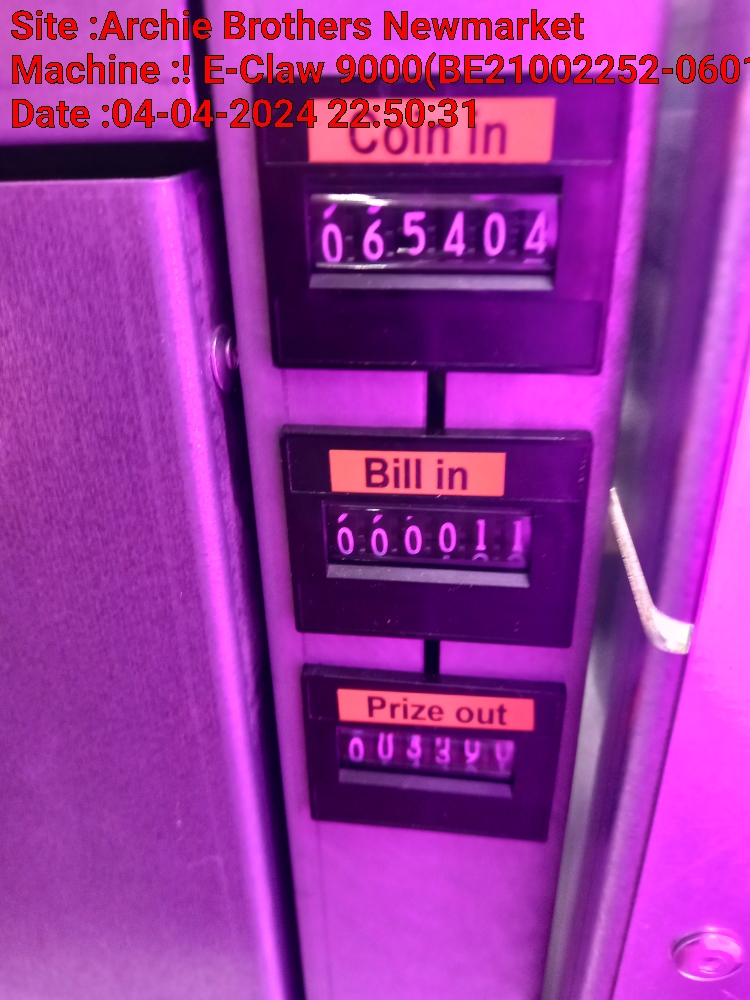 Site :Archie Brothers Newmarket
Machine :! E-Claw 9000(BE21002252-0601
Date :04-04-2024 22:50:31
Coin in
065404
Bill in
000011
Prize out